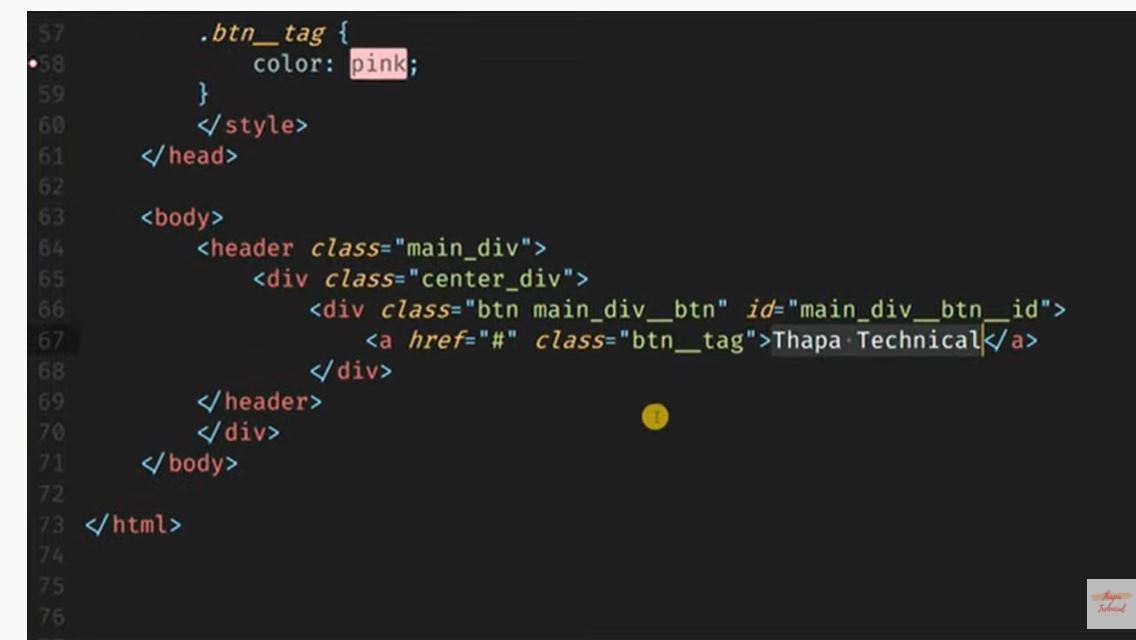 57 .btn__tag {
58 color: pink;
59 }
60 </style>
61 </head>
62
63 <body>
64 <header class="main_div">
65 <div class="center_div">
66 <div class="btn main_div__btn" id="main_div__btn__id">
67 <a href="#" class="btn__tag">Thapa Technical</a>
68 </div>
69 </header>
70 </div>
71 </body>
72
73 </html>
74
75
76
Thapa
Technical